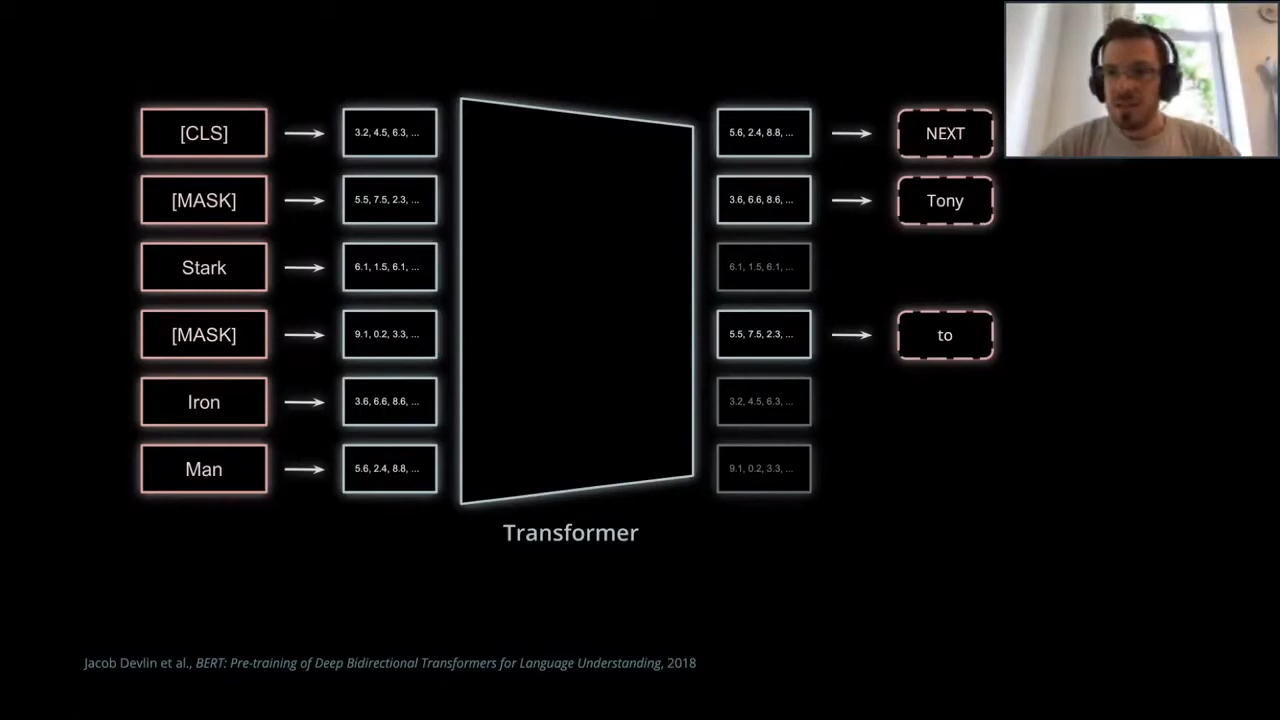 [CLS] 3.2, 4.5, 6.3, ... 5.6, 2.4, 8.8, ... NEXT
[MASK] 5.5, 7.5, 2.3, ... 3.6, 6.6, 8.6, ... Tony
Stark 6.1, 1.5, 6.1, ... 6.1, 1.5, 6.1, ...
[MASK] 9.1, 0.2, 3.3, ... 5.5, 7.5, 2.3, ... to
Iron 3.6, 6.6, 8.6, ... 3.2, 4.5, 6.3, ...
Man 5.6, 2.4, 8.8, ... 9.1, 0.2, 3.3, ...
Transformer
Jacob Devlin et al., BERT: Pre-training of Deep Bidirectional Transformers for Language Understanding, 2018